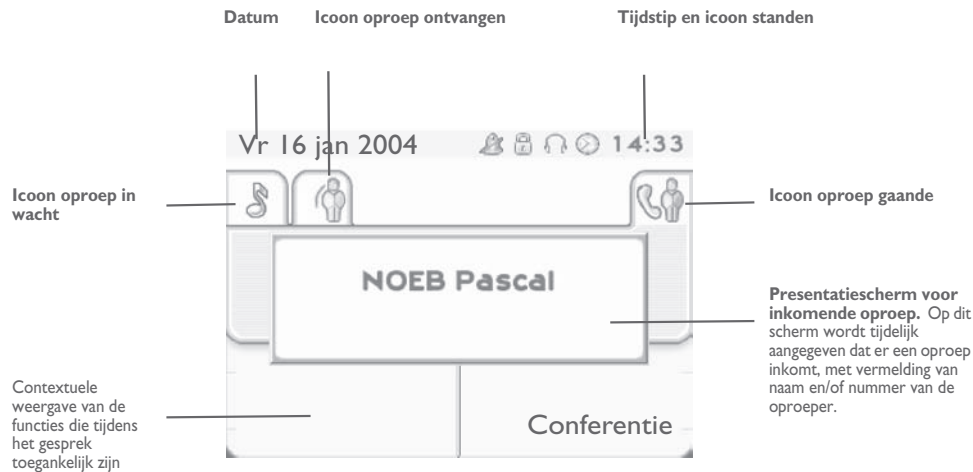 Datum
Icoon oproep ontvangen
Tijdstip en icoon standen
Vr 16 jan 2004
14:33
Icoon oproep in
wacht
Icoon oproep gaande
NOEB Pascal
Presentatiescherm voor
inkomende oproep. Op dit
scherm wordt tijdelijk
aangegeven dat er een oproep
inkomt, met vermelding van
naam en/of nummer van de
oproeper.
Contextuele
weergave van de
functies die tijdens
het gesprek
toegankelijk zijn
Conferentie